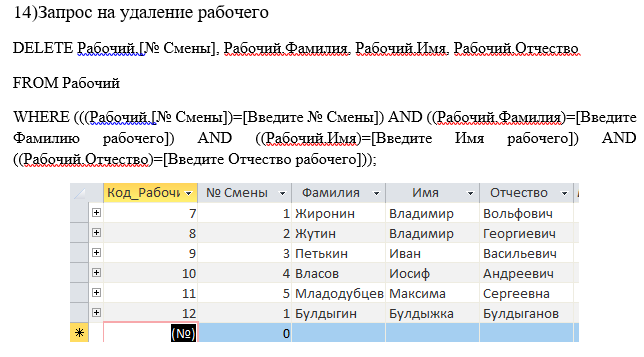 14)Запрос на удаление рабочего
DELETE Рабочий.[№ Смены], Рабочий.Фамилия, Рабочий.Имя, Рабочий.Отчество
FROM Рабочий
WHERE (((Рабочий.[№ Смены])=[Введите № Смены]) AND ((Рабочий.Фамилия)=[Введите
Фамилию рабочего]) AND ((Рабочий.Имя)=[Введите Имя рабочего]) AND
((Рабочий.Отчество)=[Введите Отчество рабочего]));
Код_Рабочи № Смены Фамилия Имя Отчество
7 1 Жиронин Владимир Вольфович
8 2 Жутин Владимир Георгиевич
9 3 Петькин Иван Васильевич
10 4 Власов Иосиф Андреевич
11 5 Младодубцев Максима Сергеевна
12 1 Булдыгин Булдыжка Булдыганов
(№) 0